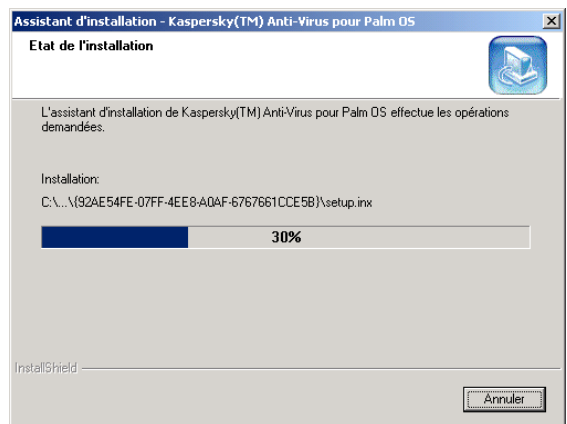 Assistant d'installation - Kaspersky(TM) Anti-Virus pour Palm OS
Etat de l'installation
L'assistant d'installation de Kaspersky(TM) Anti-Virus pour Palm OS effectue les opérations
demandées.
Installation:
C:\...\{92AE54FE-07FF-4EE8-A0AF-6767661CCE5B}\setup.inx
30%
InstallShield
Annuler